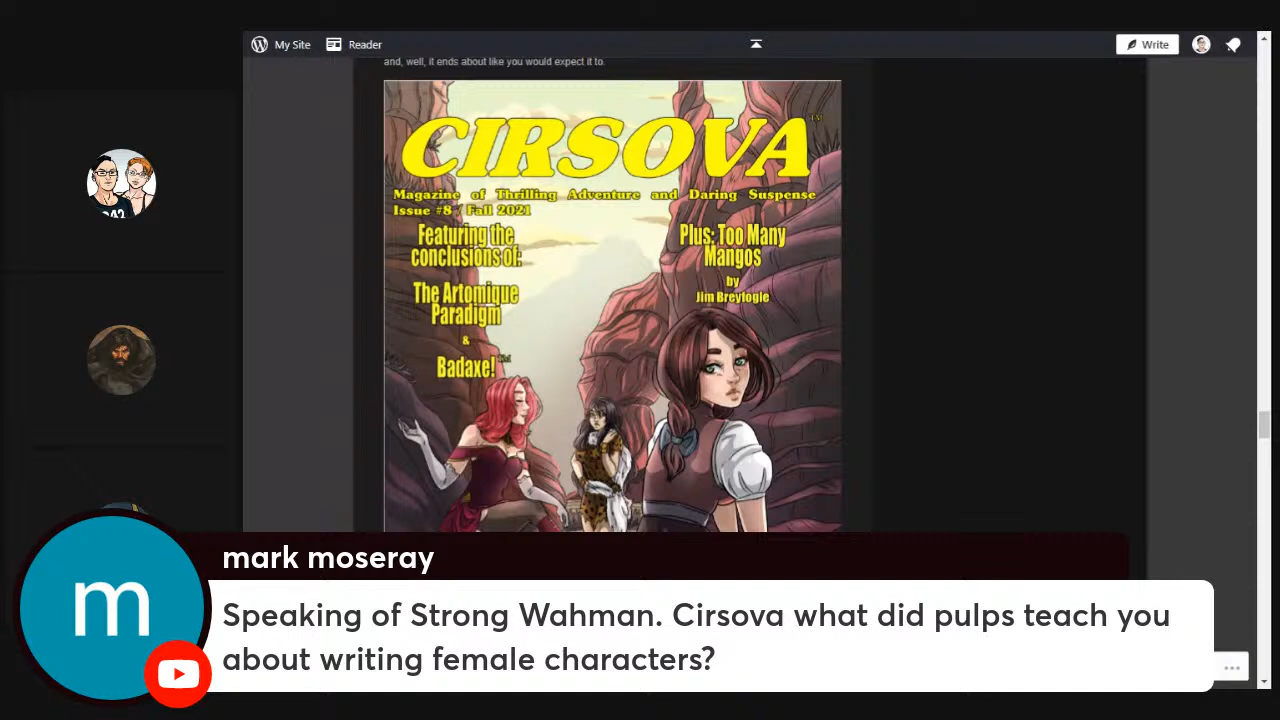 My Site Reader Write
and, well, it ends about like you would expect it to.
CIRSOVA™
Magazine of Thrilling Adventure and Daring Suspense
Issue #8 / Fall 2021
Featuring the
conclusions of:
The Artomique
Paradigm
&
Badaxe!™
Plus: Too Many
Mangos
by
Jim Breyfogle
m
mark moseray
Speaking of Strong Wahman. Cirsova what did pulps teach you
about writing female characters?